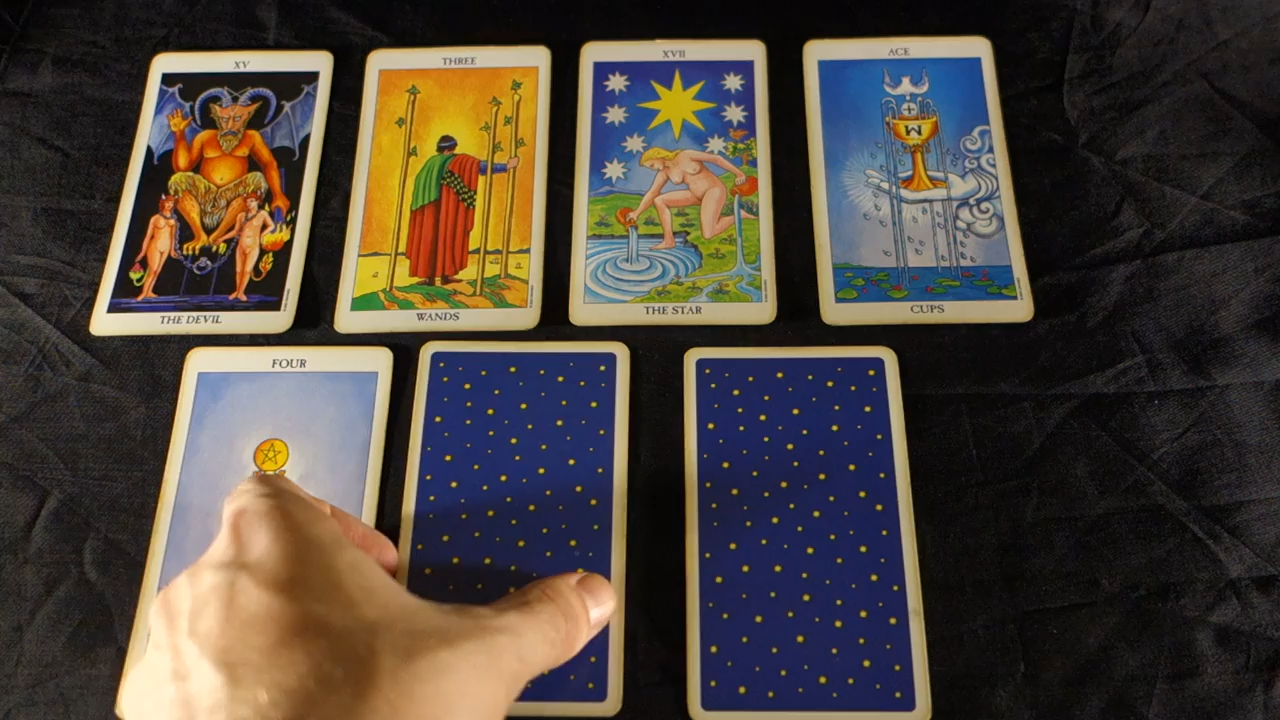 XV
THE DEVIL
THREE
WANDS
XVII
THE STAR
ACE
W
CUPS
FOUR